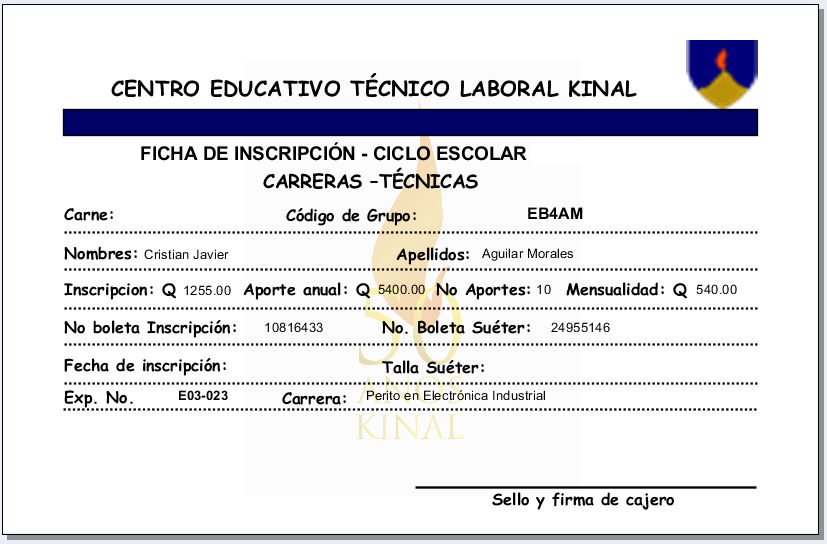 CENTRO EDUCATIVO TÉCNICO LABORAL KINAL
FICHA DE INSCRIPCIÓN - CICLO ESCOLAR
CARRERAS –TÉCNICAS
Carne: Código de Grupo: EB4AM
Nombres: Cristian Javier Apellidos: Aguilar Morales
Inscripcion: Q 1255.00 Aporte anual: Q 5400.00 No Aportes: 10 Mensualidad: Q 540.00
No boleta Inscripción: 10816433 No. Boleta Suéter: 24955146
Fecha de inscripción: Talla Suéter:
Exp. No. E03-023 Carrera: Perito en Electrónica Industrial
50
AÑOS
KINAL
Sello y firma de cajero